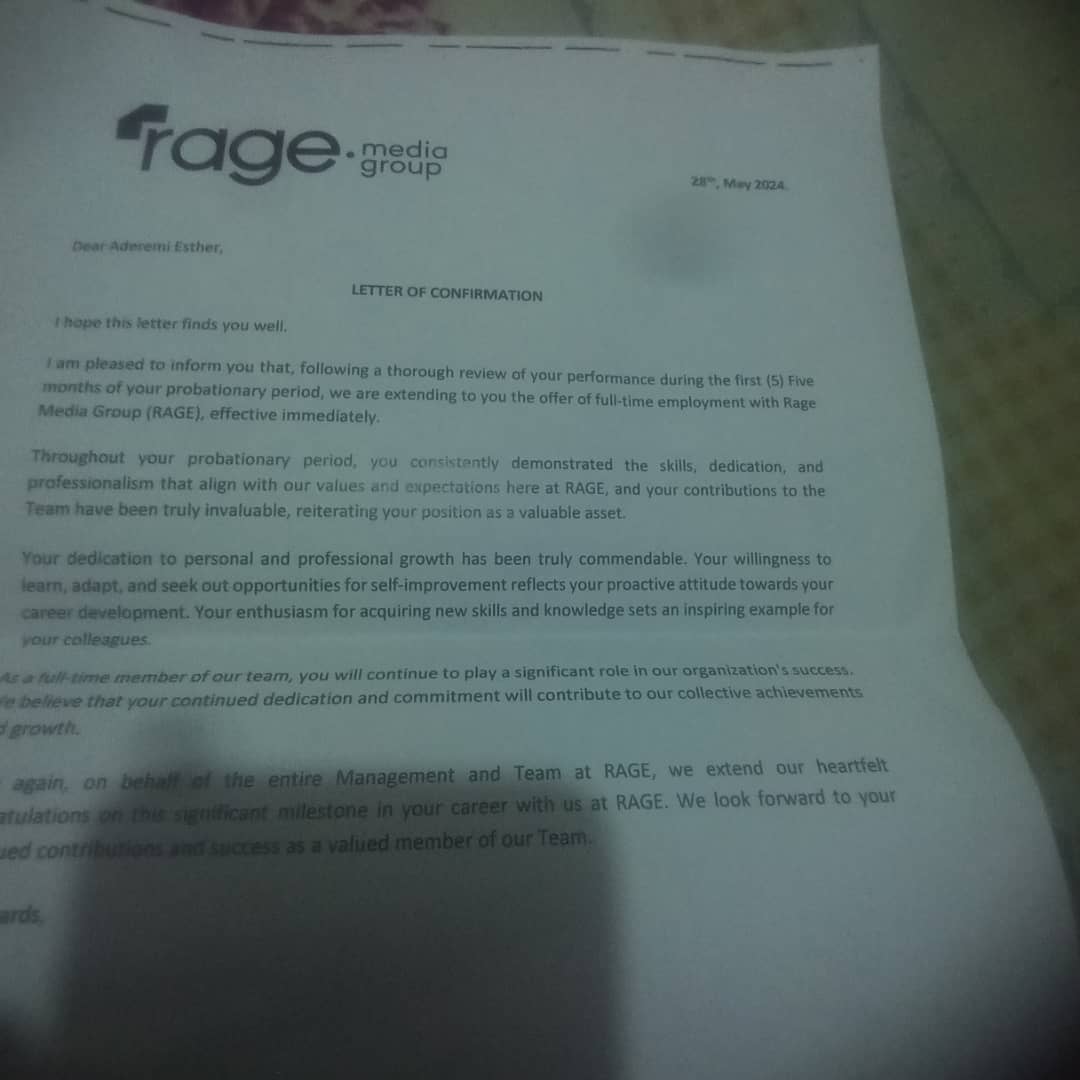 rage. media group
28th, May 2024.
Dear Aderemi Esther,
LETTER OF CONFIRMATION
I hope this letter finds you well.
I am pleased to inform you that, following a thorough review of your performance during the first (5) Five
months of your probationary period, we are extending to you the offer of full-time employment with Rage
Media Group (RAGE), effective immediately.
Throughout your probationary period, you consistently demonstrated the skills, dedication, and
professionalism that align with our values and expectations here at RAGE, and your contributions to the
Team have been truly invaluable, reiterating your position as a valuable asset.
Your dedication to personal and professional growth has been truly commendable. Your willingness to
learn, adapt, and seek out opportunities for self-improvement reflects your proactive attitude towards your
career development. Your enthusiasm for acquiring new skills and knowledge sets an inspiring example for
your colleagues.
As a full-time member of our team, you will continue to play a significant role in our organization's success.
believe that your continued dedication and commitment will contribute to our collective achievements
growth.
again, on behalf of the entire Management and Team at RAGE, we extend our heartfelt
on this significant milestone in your career with us at RAGE. We look forward to your
contributions and success as a valued member of our Team.